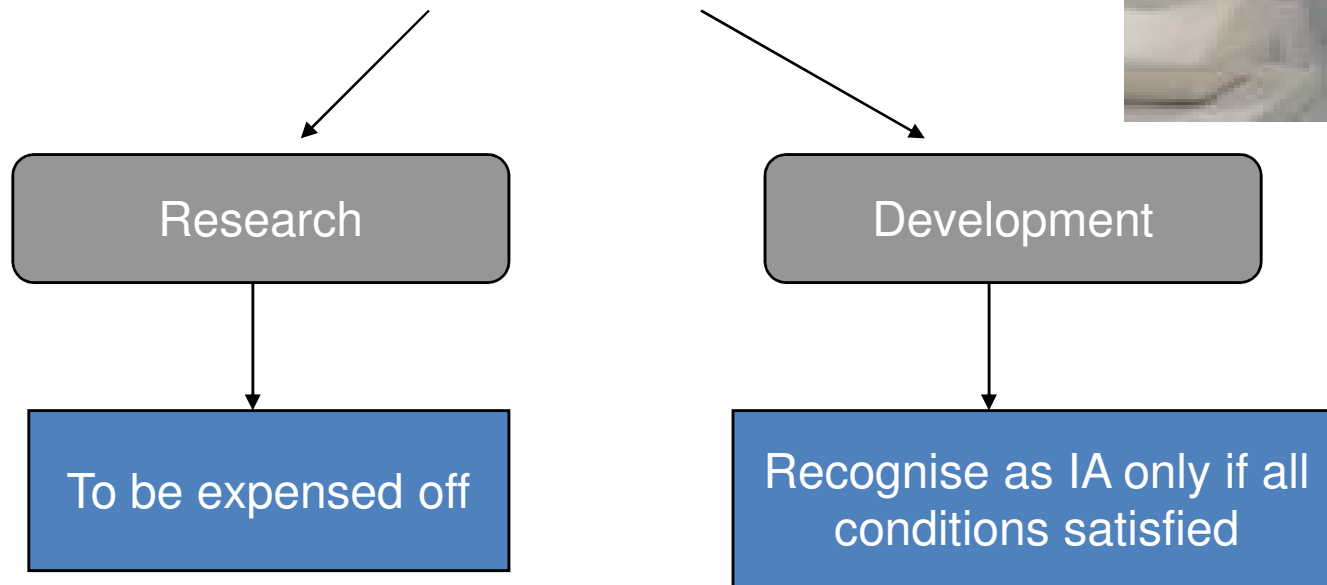 Research
Development
To be expensed off
Recognise as IA only if all
conditions satisfied